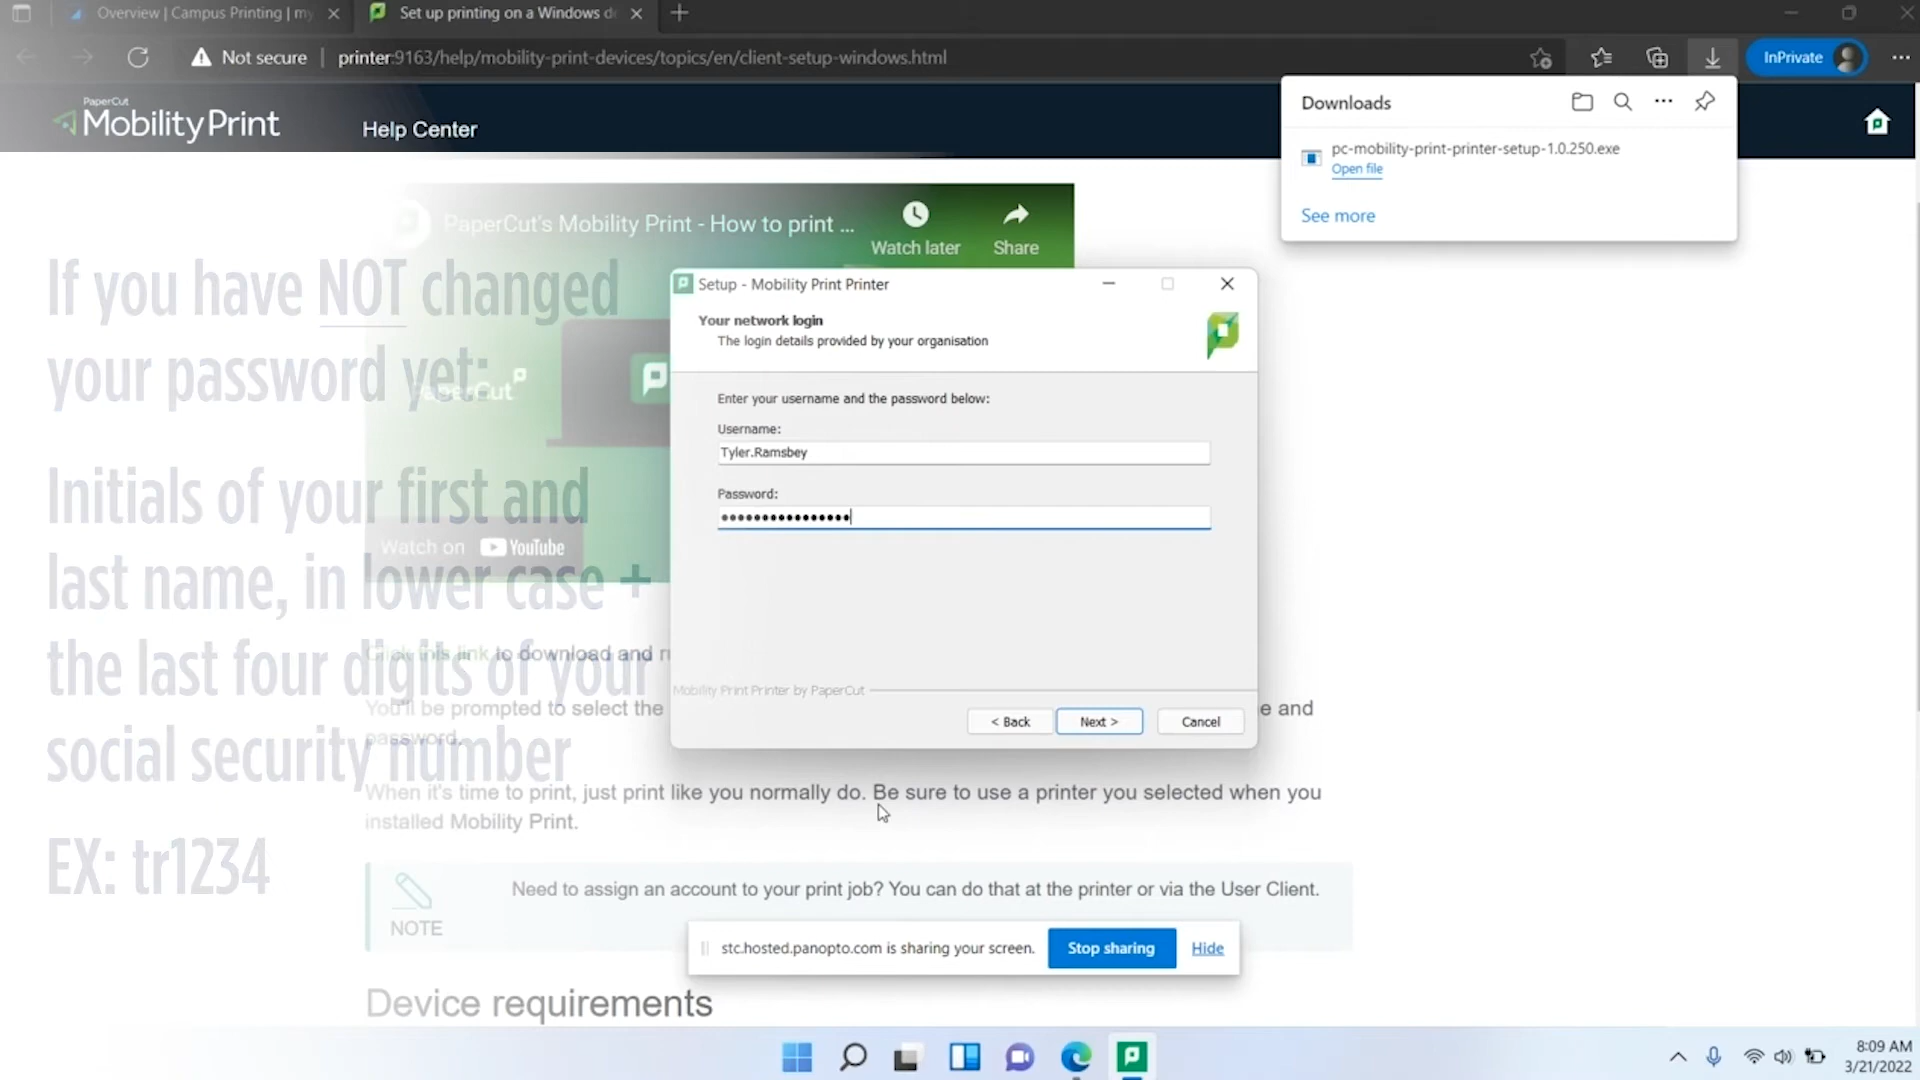 Overview | Campus Printing | my
Set up printing on a Windows de
Not secure
printer:9163/help/mobility-print-devices/topics/en/client-setup-windows.html
InPrivate
PaperCut
Mobility Print
Help Center
Downloads
pc-mobility-print-printer-setup-1.0.250.exe
Open file
See more
PaperCut's Mobility Print - How to print ...
Watch later
Share
If you have NOT changed
your password yet:
Initials of your first and
last name, in lower case +
the last four digits of your
social security number
EX: tr1234
PaperCut
Watch on YouTube
Setup - Mobility Print Printer
Your network login
The login details provided by your organisation
Enter your username and the password below:
Username:
Tyler.Ramsbey
Password:
••••••••••••••••
Mobility Print Printer by PaperCut
< Back
Next >
Cancel
Click this link to download and ru
You'll be prompted to select the
e and
password.
When it's time to print, just print like you normally do. Be sure to use a printer you selected when you
installed Mobility Print.
NOTE
Need to assign an account to your print job? You can do that at the printer or via the User Client.
stc.hosted.panopto.com is sharing your screen.
Stop sharing
Hide
Device requirements
8:09 AM
3/21/2022